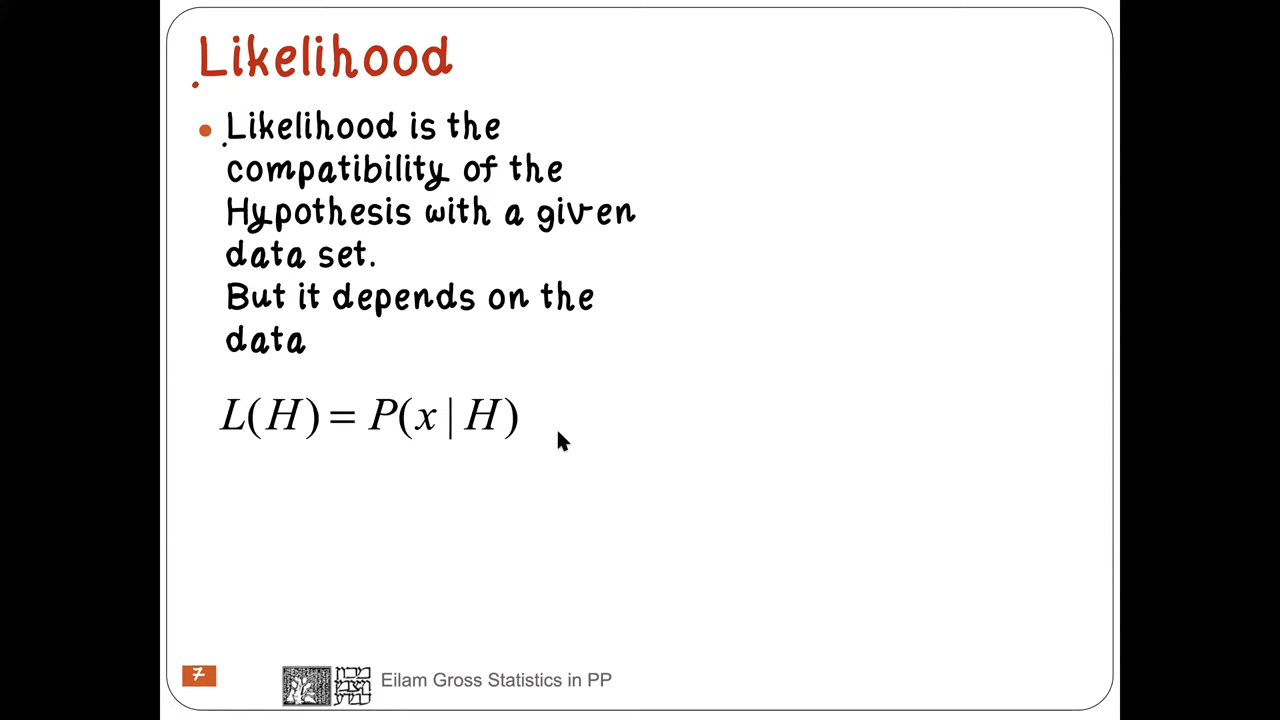 Likelihood
• Likelihood is the
compatibility of the
Hypothesis with a given
data set.
But it depends on the
data
L(H) = P(x | H)
7
Eilam Gross Statistics in PP